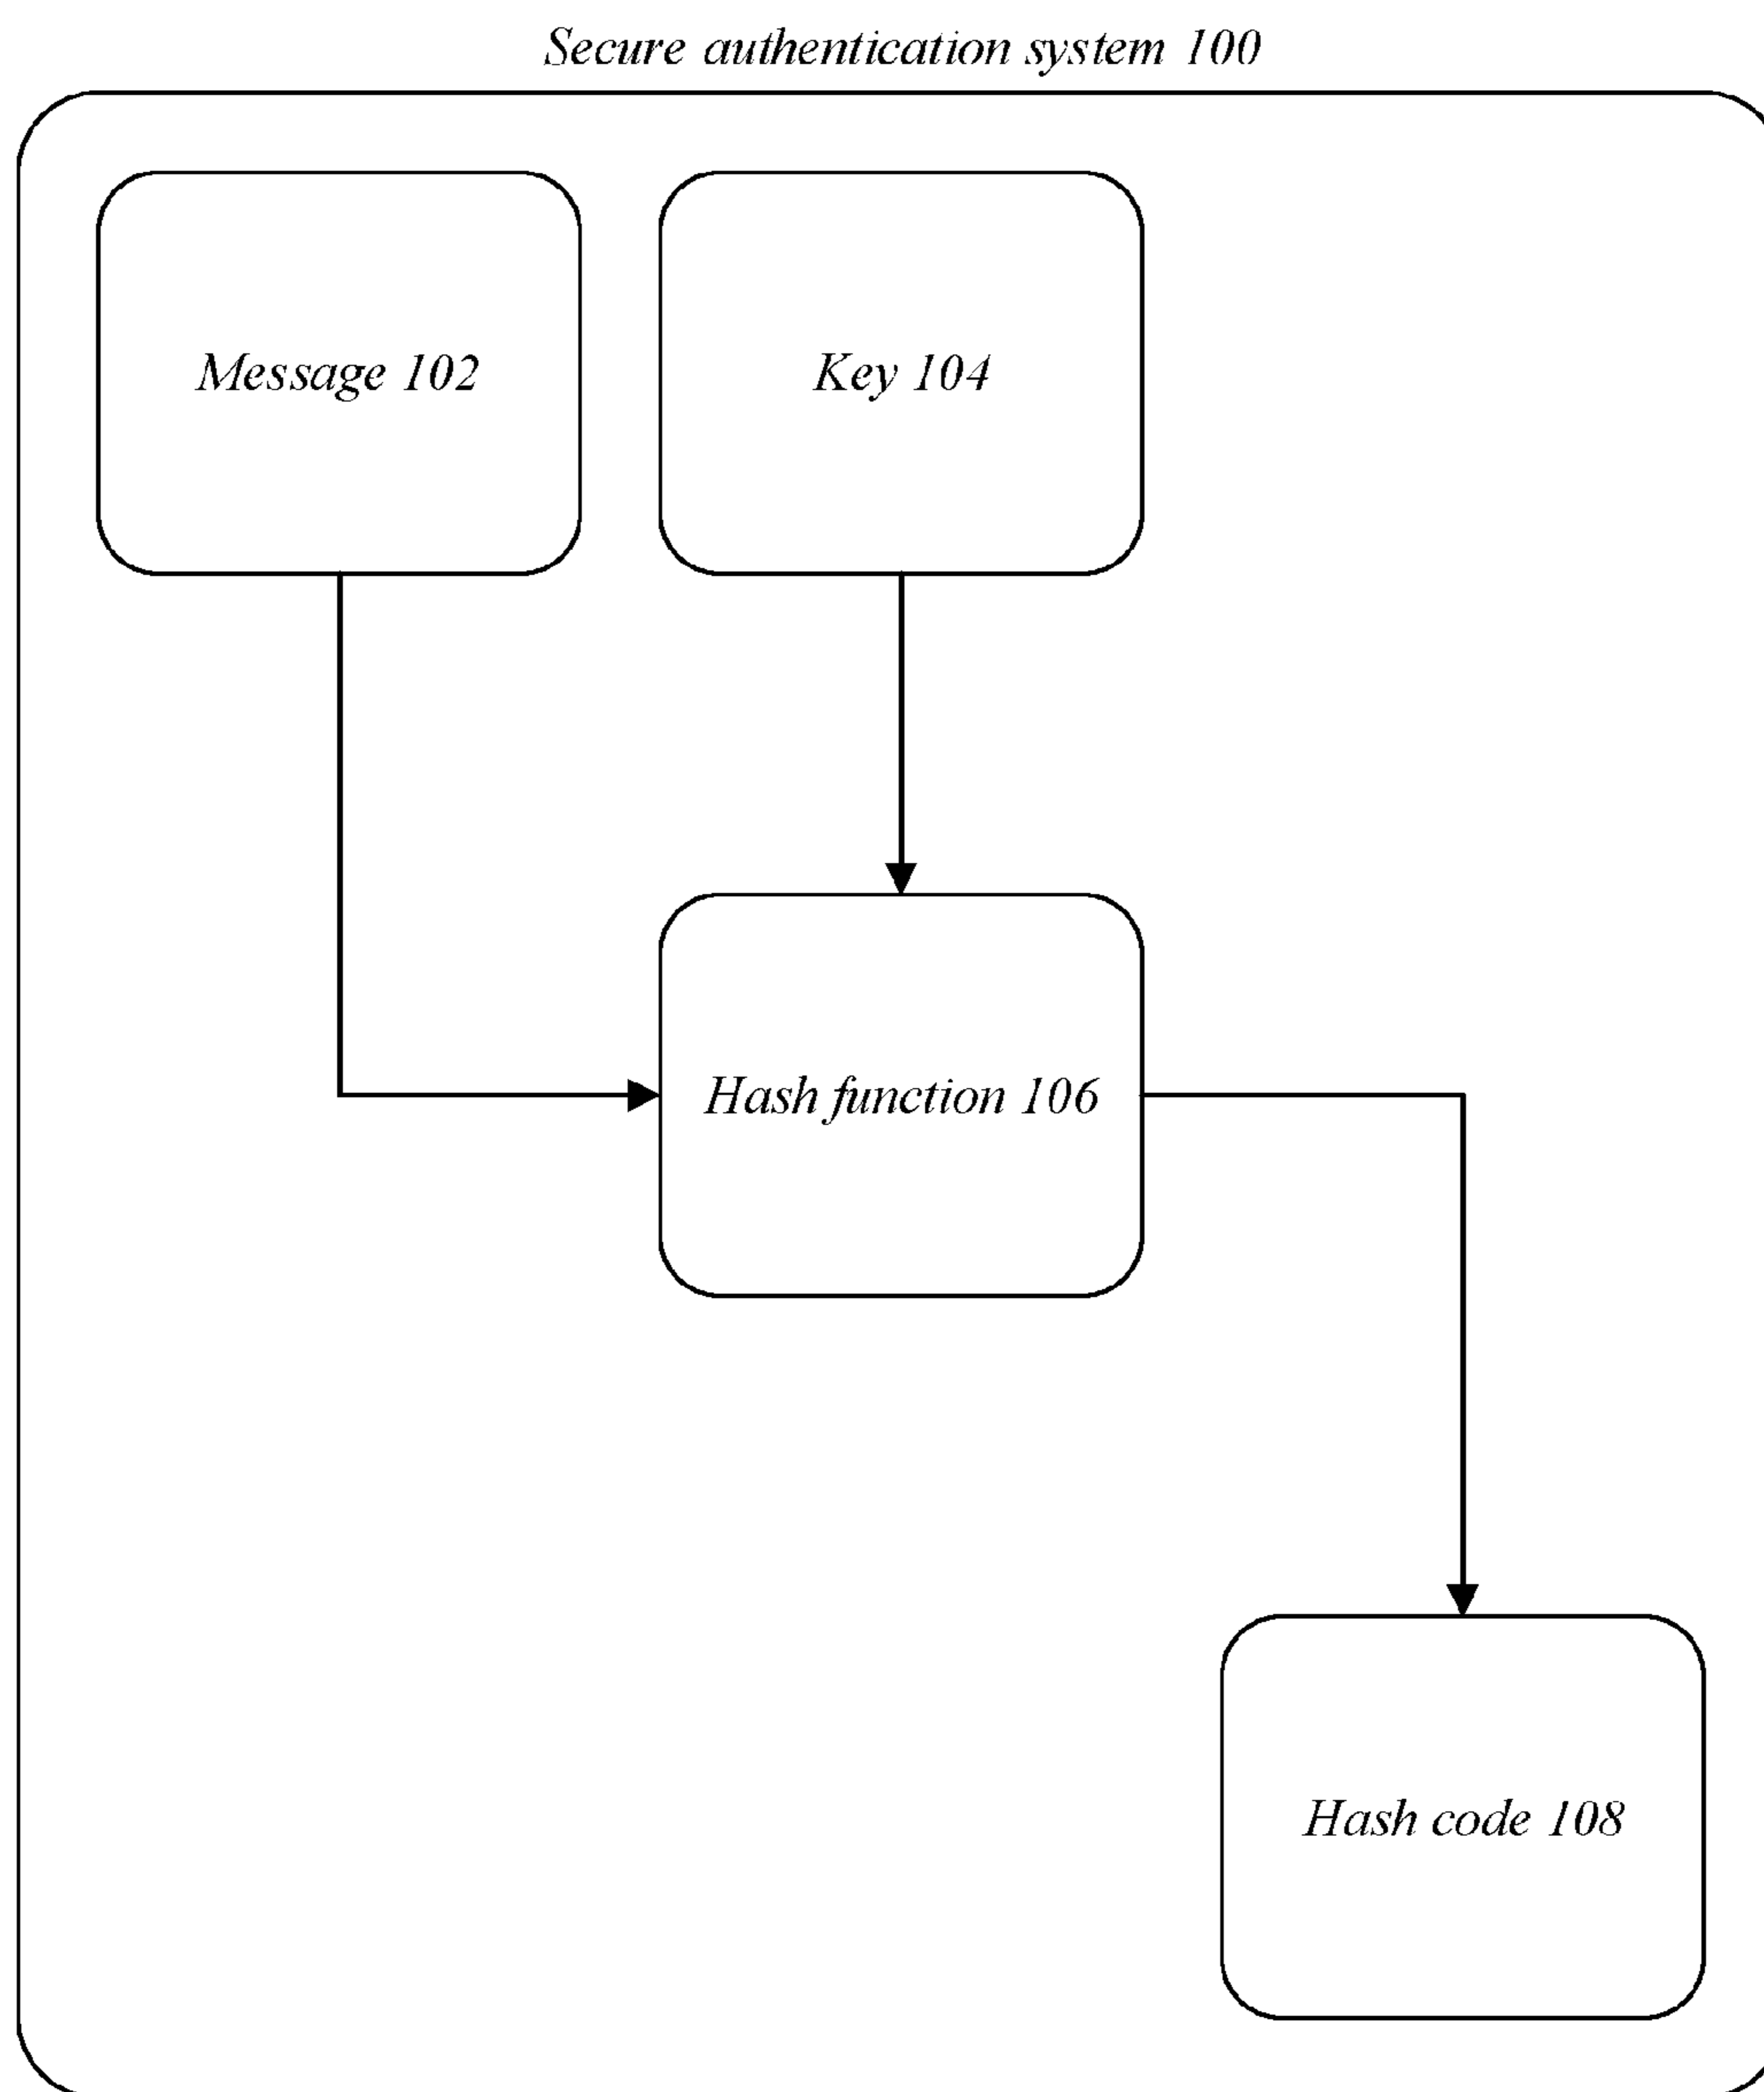 Secure authentication system 100
Message 102
Key 104
Hash function 106
Hash code 108